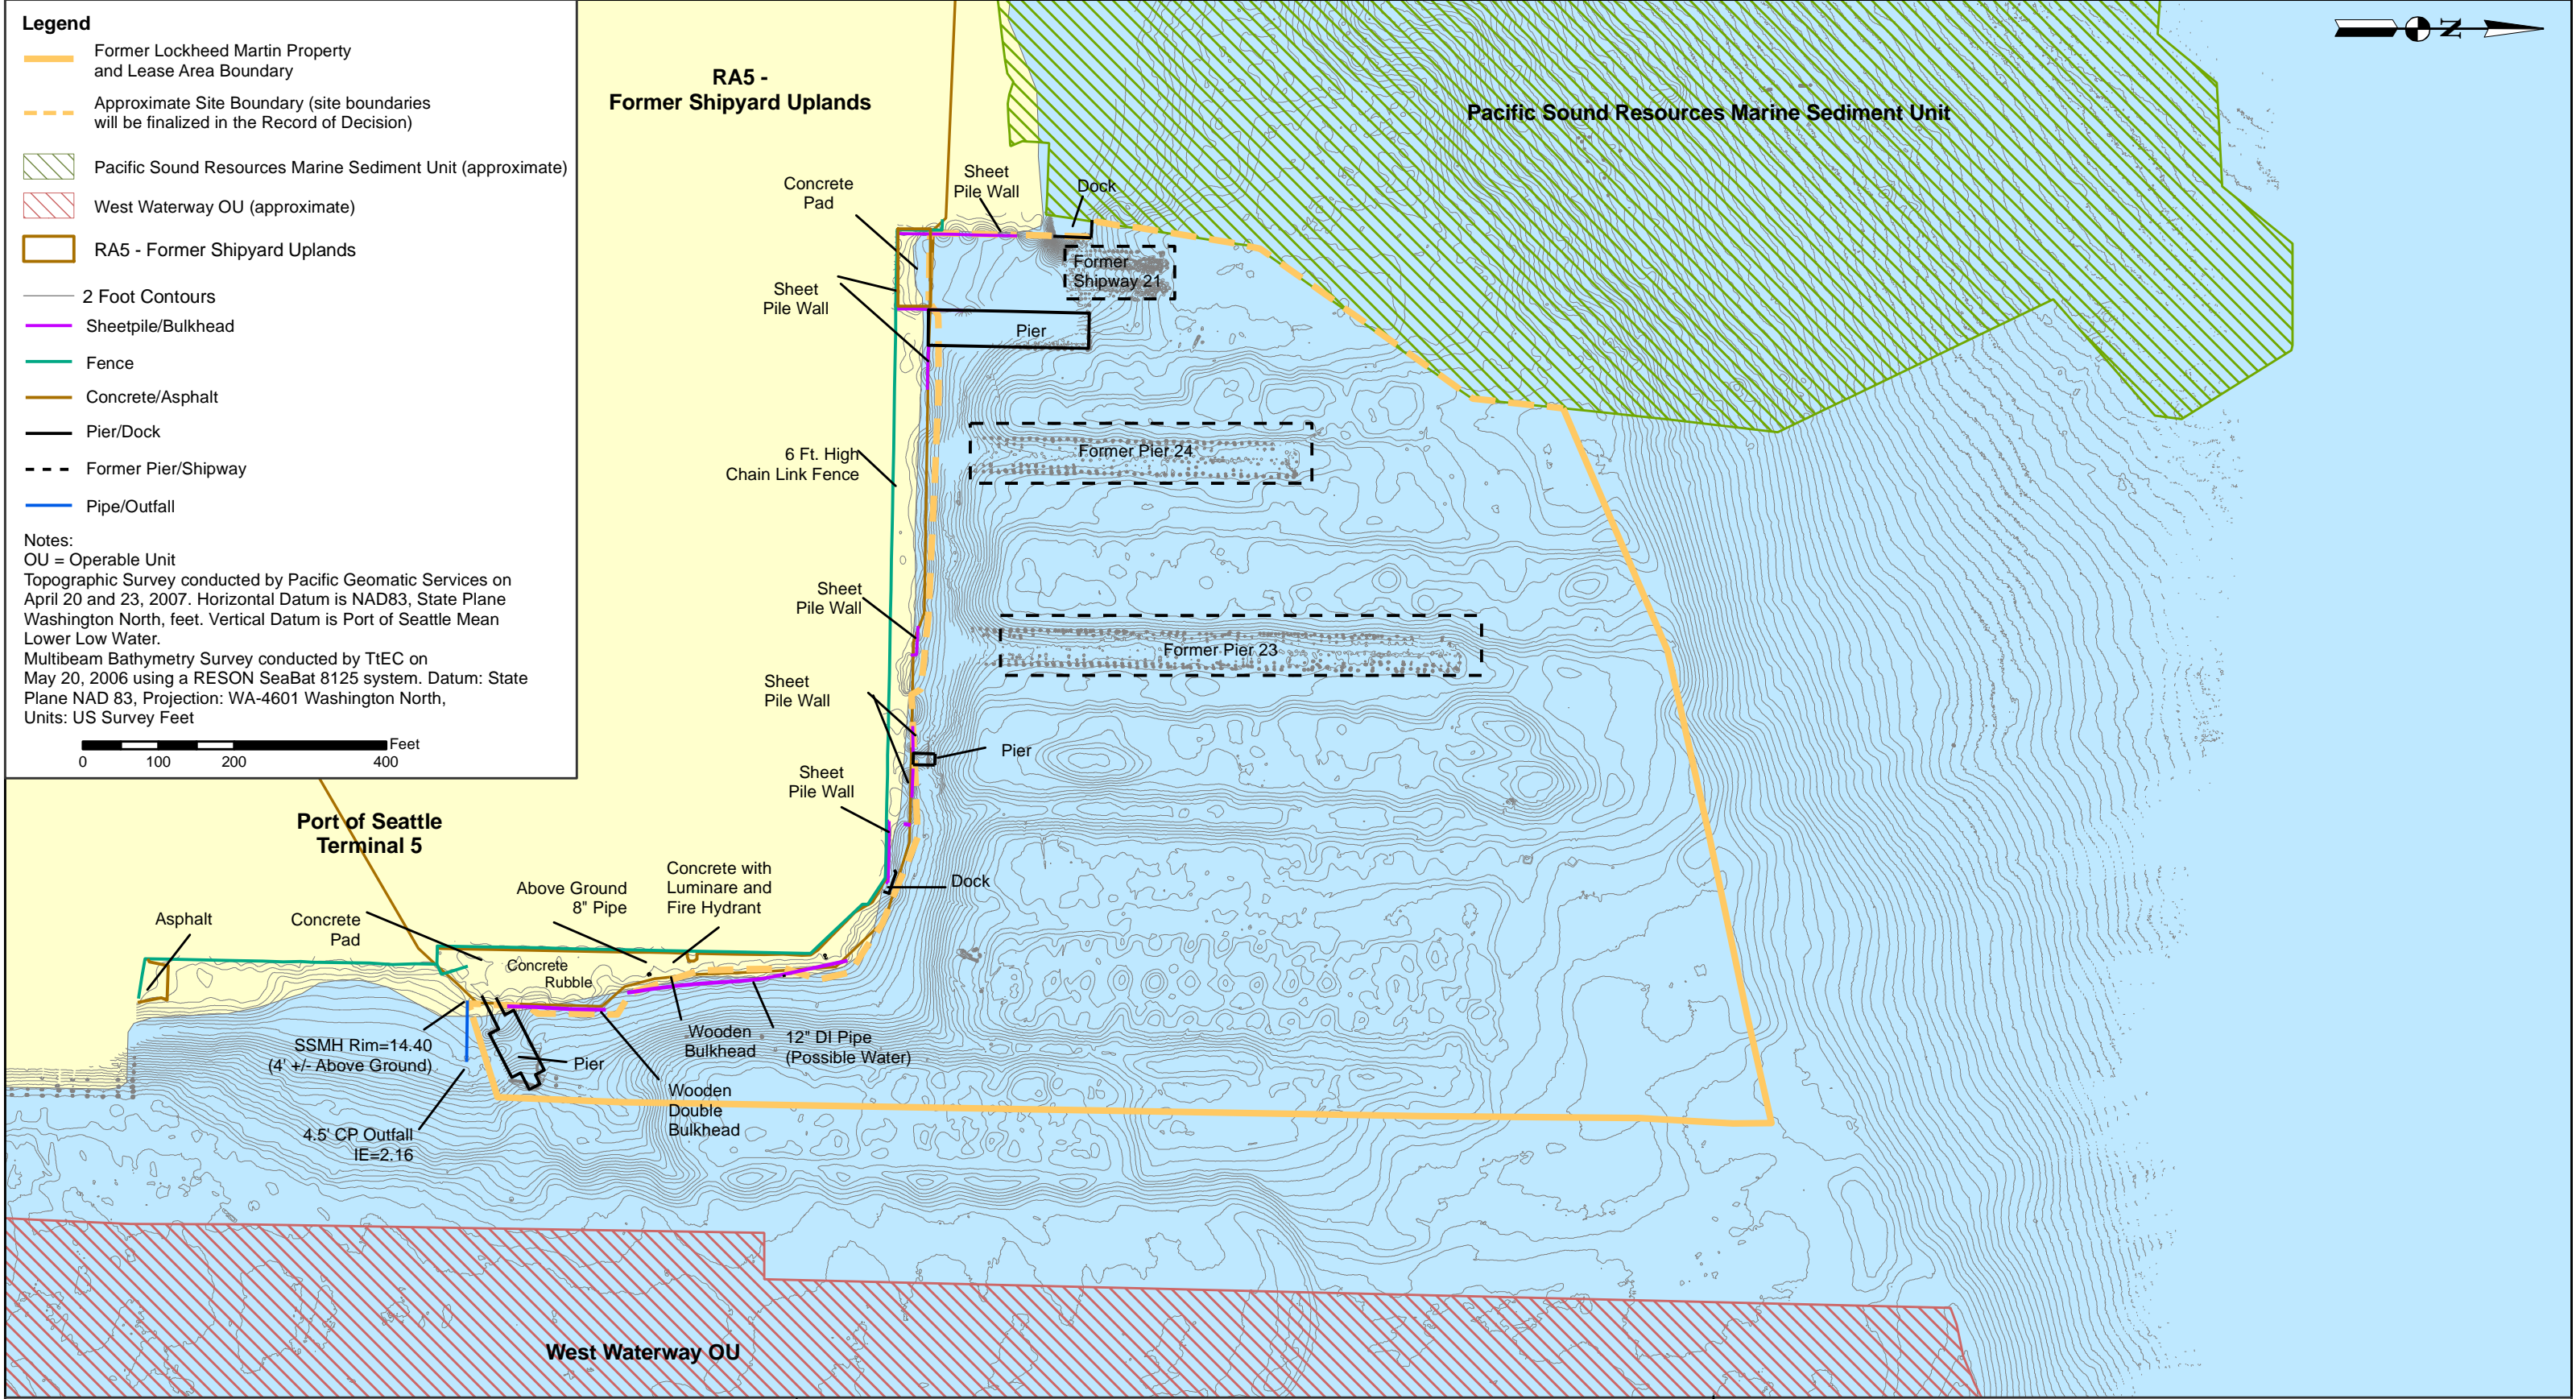 Legend
Former Lockheed Martin Property
and Lease Area Boundary
Approximate Site Boundary (site boundaries
will be finalized in the Record of Decision)
Pacific Sound Resources Marine Sediment Unit (approximate)
West Waterway OU (approximate)
RA5 - Former Shipyard Uplands
2 Foot Contours
Sheetpile/Bulkhead
Fence
Concrete/Asphalt
Pier/Dock
Former Pier/Shipway
Pipe/Outfall
Notes:
OU = Operable Unit
Topographic Survey conducted by Pacific Geomatic Services on
April 20 and 23, 2007. Horizontal Datum is NAD83, State Plane
Washington North, feet. Vertical Datum is Port of Seattle Mean
Lower Low Water.
Multibeam Bathymetry Survey conducted by TtEC on
May 20, 2006 using a RESON SeaBat 8125 system. Datum: State
Plane NAD 83, Projection: WA-4601 Washington North,
Units: US Survey Feet
Feet
0 100 200 400
RA5 -
Former Shipyard Uplands
Pacific Sound Resources Marine Sediment Unit
N
Concrete
Pad
Sheet
Pile Wall
Dock
Former
Shipway 21
Sheet
Pile Wall
Pier
6 Ft. High
Chain Link Fence
Former Pier 24
Sheet
Pile Wall
Former Pier 23
Sheet
Pile Wall
Pier
Sheet
Pile Wall
Dock
Port of Seattle
Terminal 5
Asphalt
Concrete
Pad
Above Ground
8" Pipe
Concrete with
Luminare and
Fire Hydrant
Concrete
Rubble
SSMH Rim=14.40
(4' +/- Above Ground)
Pier
Wooden
Bulkhead
12" DI Pipe
(Possible Water)
Wooden
Double
Bulkhead
4.5' CP Outfall
IE=2.16
West Waterway OU